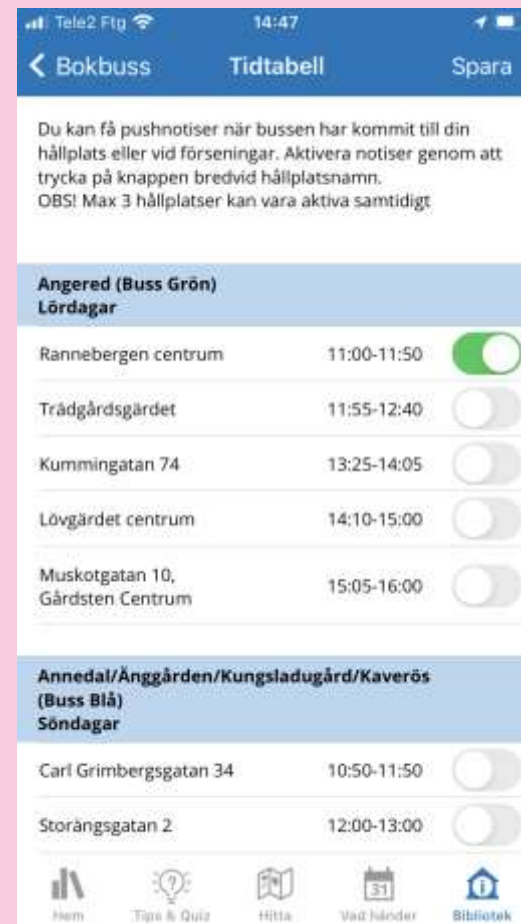 Tele2 Ftg 14:47
Bokbuss Tidtabell Spara
Du kan få pushnotiser när bussen har kommit till din
hållplats eller vid förseningar. Aktivera notiser genom att
trycka på knappen bredvid hållplatsnamn.
OBS! Max 3 hållplatser kan vara aktiva samtidigt
Angered (Buss Grön)
Lördagar
Rannebergen centrum 11:00-11:50
Trädgårdsgärdet 11:55-12:40
Kummingatan 74 13:25-14:05
Lövgärdet centrum 14:10-15:00
Muskotgatan 10,
Gårdsten Centrum 15:05-16:00
Annedal/Änggården/Kungsladugård/Kaverös
(Buss Blå)
Söndagar
Carl Grimbergsgatan 34 10:50-11:50
Storängsgatan 2 12:00-13:00
31
Hem Tips & Quiz Hitta Vad händer Bibliotek